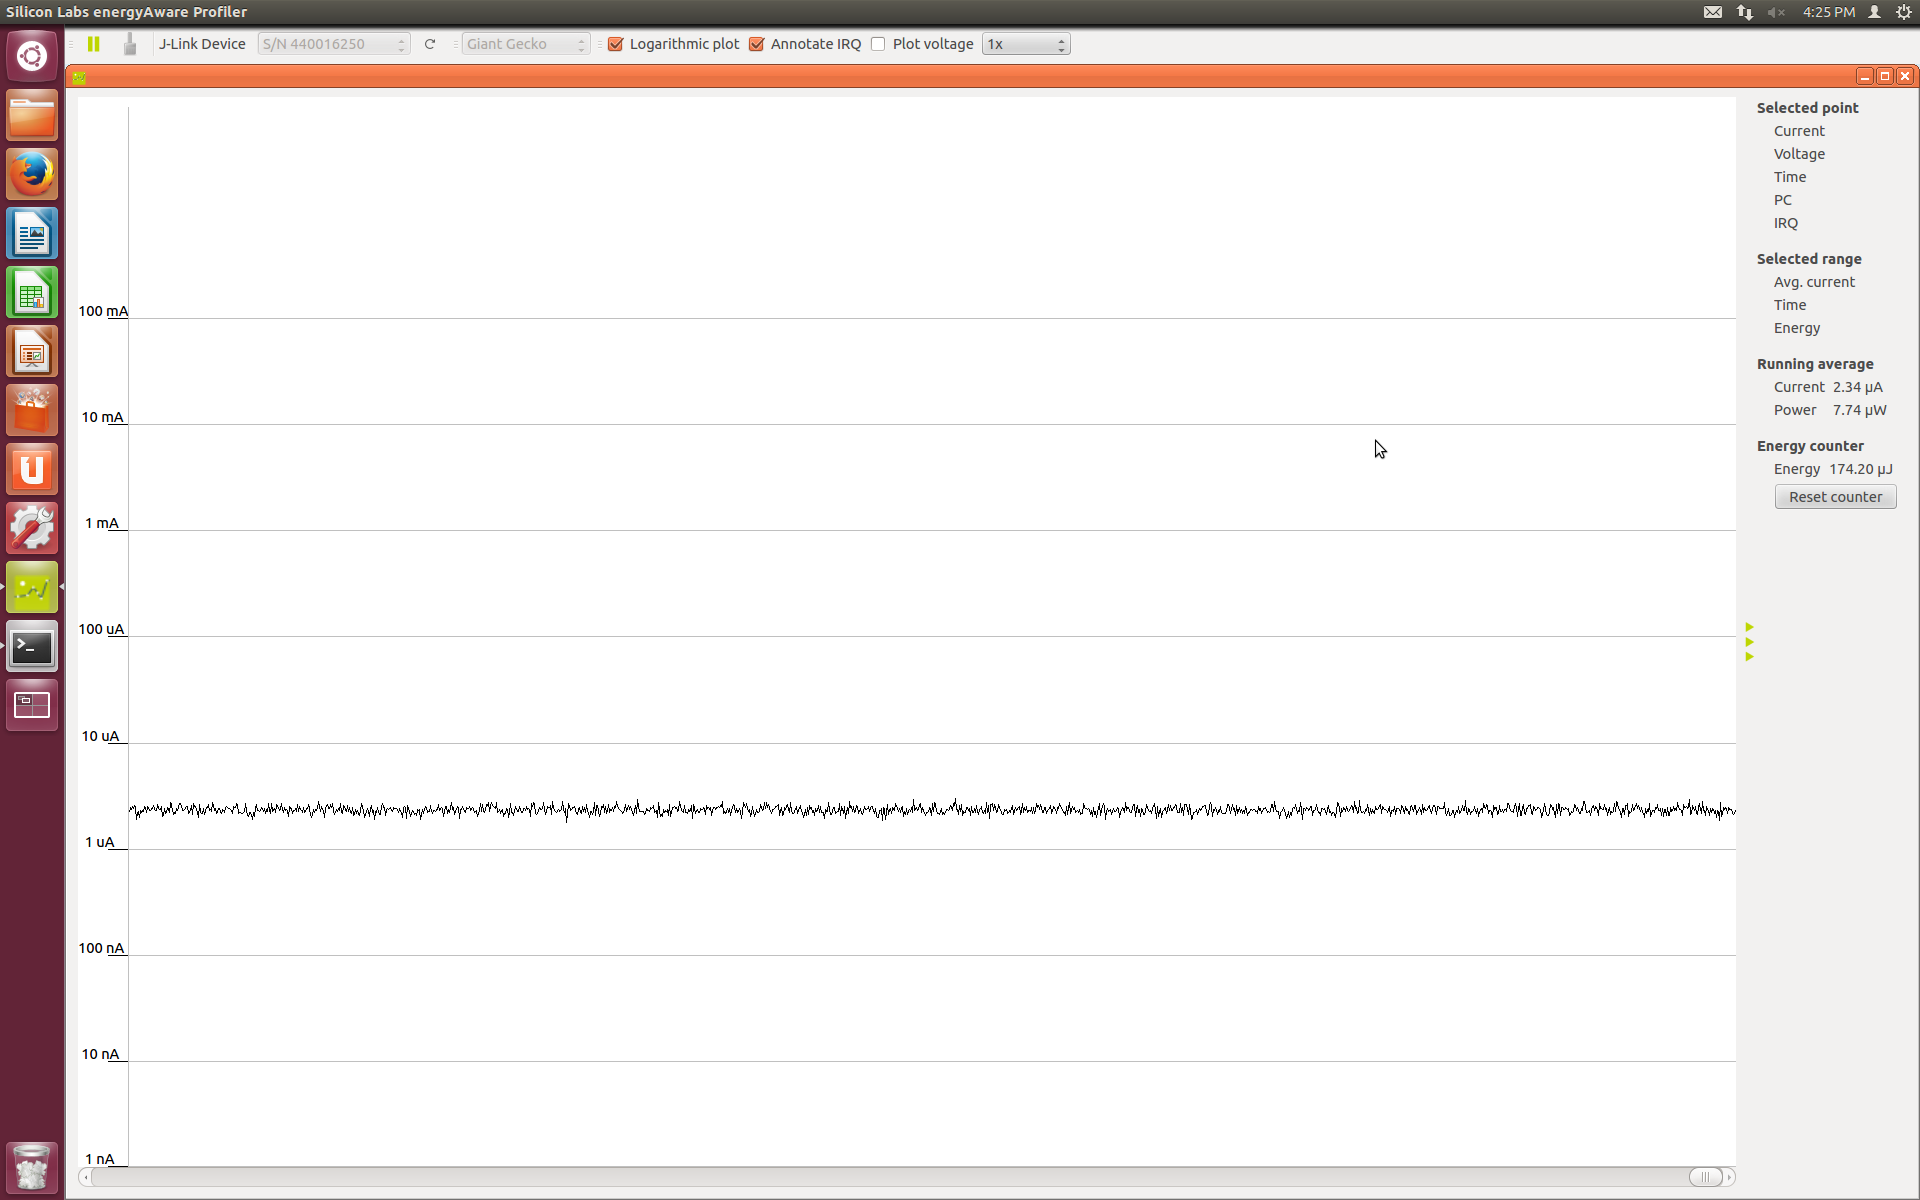 Silicon Labs energyAware Profiler
4:25 PM
J-Link Device S/N 440016250 Giant Gecko Logarithmic plot Annotate IRQ Plot voltage 1x
Selected point
Current
Voltage
Time
PC
IRQ
Selected range
Avg. current
Time
Energy
Running average
Current 2.34 µA
Power 7.74 µW
Energy counter
Energy 174.20 µJ
Reset counter
100 mA
10 mA
1 mA
100 uA
10 uA
1 uA
100 nA
10 nA
1 nA